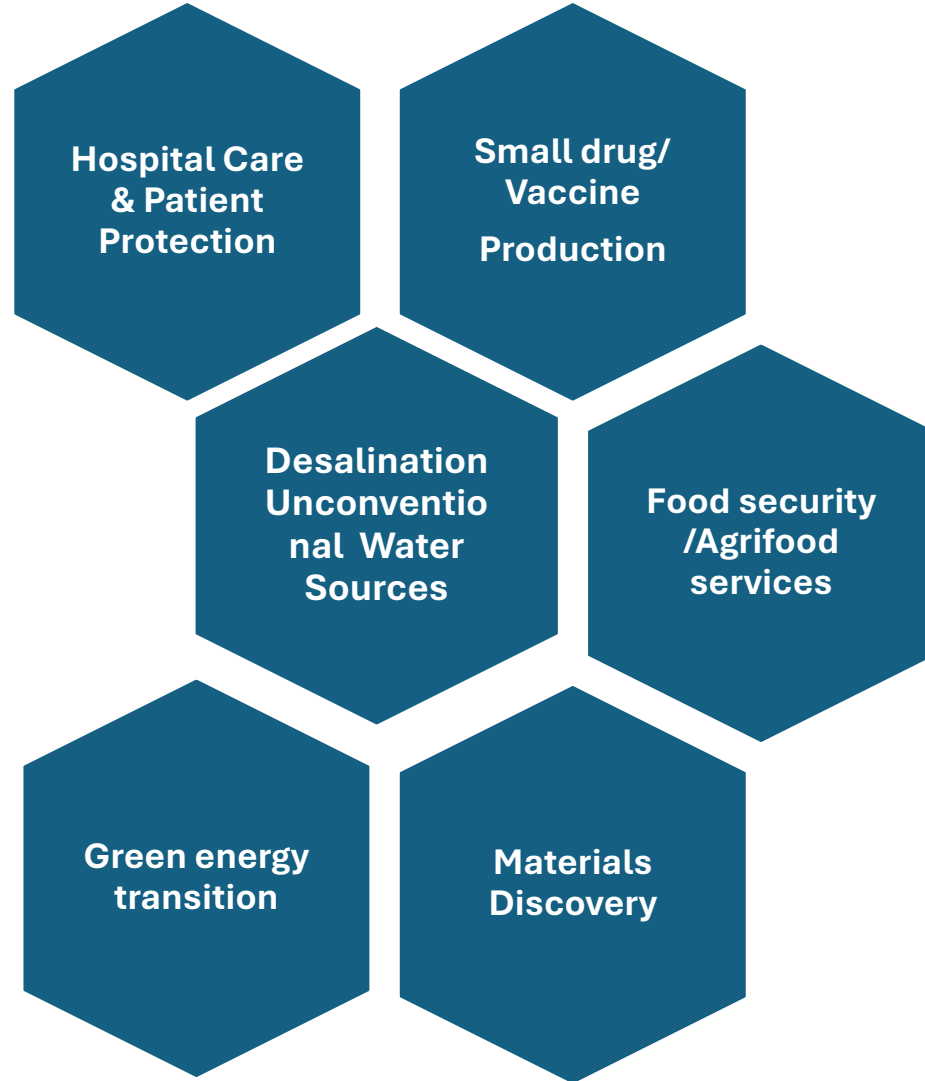 Hospital Care
& Patient
Protection
Small drug/
Vaccine
Production
Desalination
Unconventio
nal Water
Sources
Food security
/Agrifood
services
Green energy
transition
Materials
Discovery